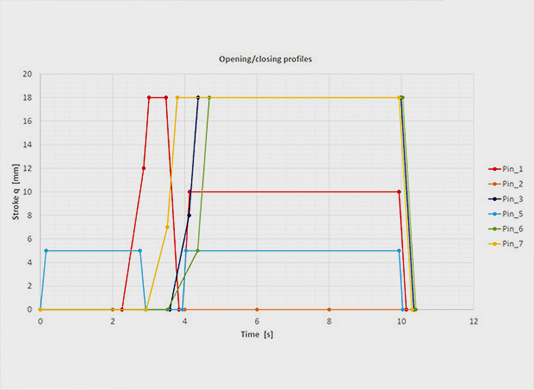 Opening/closing profiles
20
18
16
14
12
10
8
6
4
2
0
Stroke q [mm]
0 2 4 6 8 10 12
Time [s]
Pin_1
Pin_2
Pin_3
Pin_5
Pin_6
Pin_7